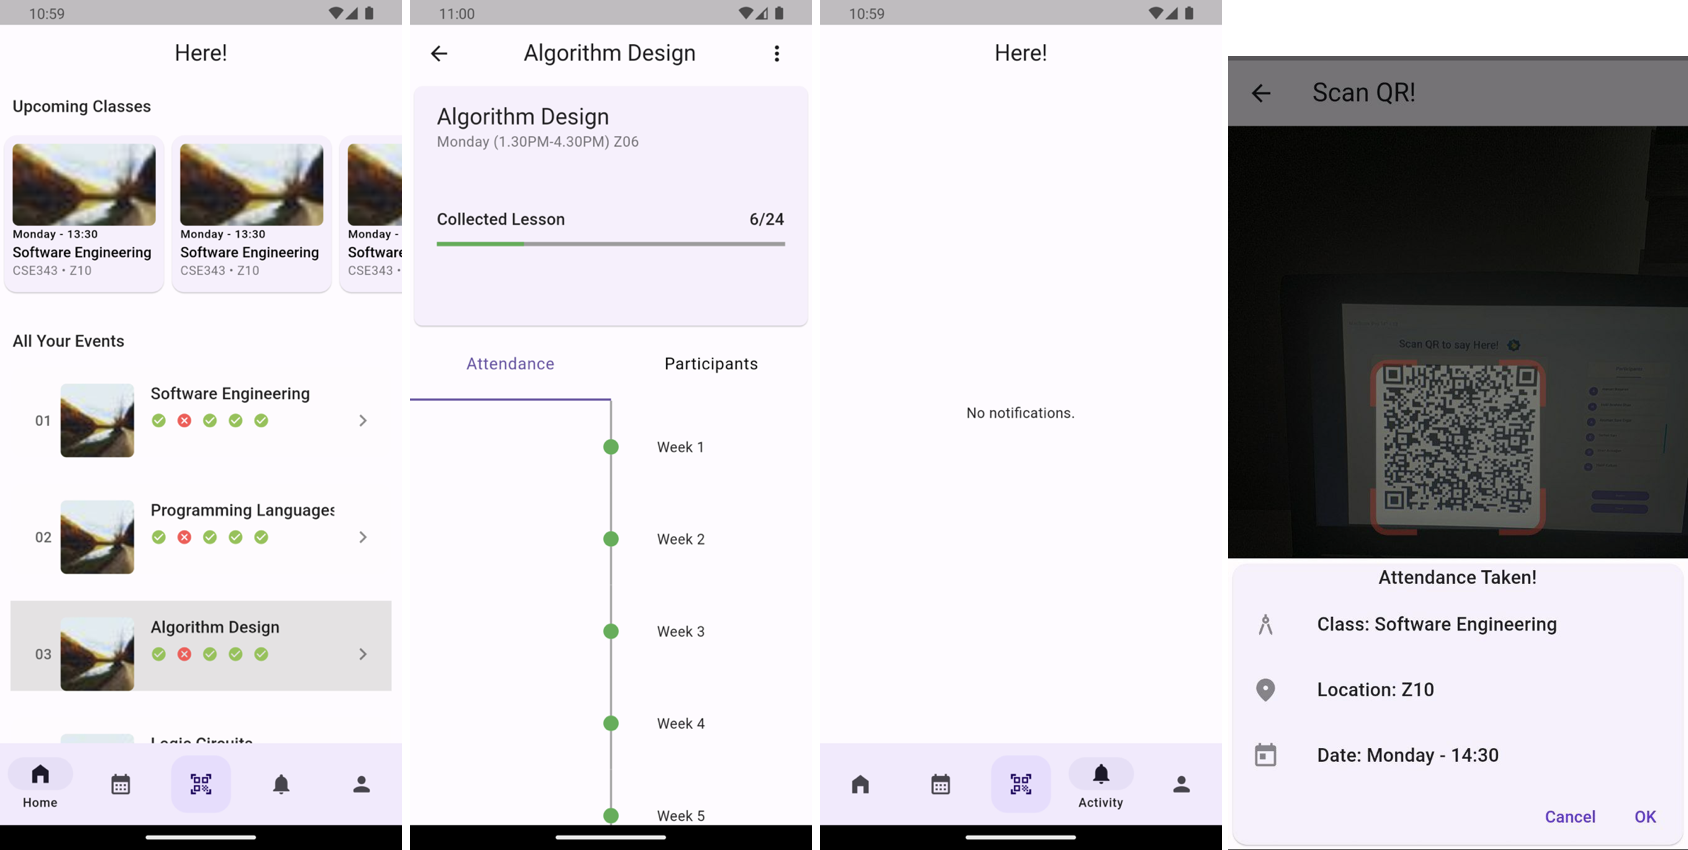 10:59
Here!
Upcoming Classes
Monday - 13:30
Software Engineering
CSE343 • Z10
Monday - 13:30
Software Engineering
CSE343 • Z10
Monday -
Software
CSE343 •
All Your Events
01
Software Engineering
02
Programming Languages
03
Algorithm Design
Logic Circuits
Home
11:00
Algorithm Design
Algorithm Design
Monday (1.30PM-4.30PM) Z06
Collected Lesson 6/24
Attendance Participants
Week 1
Week 2
Week 3
Week 4
Week 5
10:59
Here!
No notifications.
Activity
Scan QR!
Scan QR to say Here!
Attendance Taken!
Class: Software Engineering
Location: Z10
Date: Monday - 14:30
Cancel OK